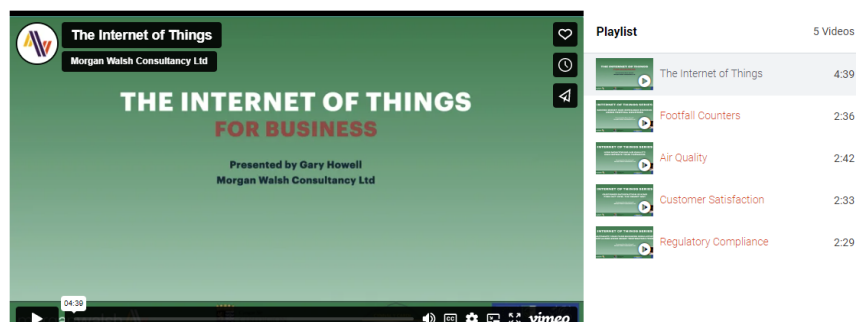 The Internet of Things
Morgan Walsh Consultancy Ltd
THE INTERNET OF THINGS
FOR BUSINESS
Presented by Gary Howell
Morgan Walsh Consultancy Ltd
04:39
CC
vimeo
Playlist
5 Videos
The Internet of Things
4:39
Footfall Counters
2:36
Air Quality
2:42
Customer Satisfaction
2:33
Regulatory Compliance
2:29